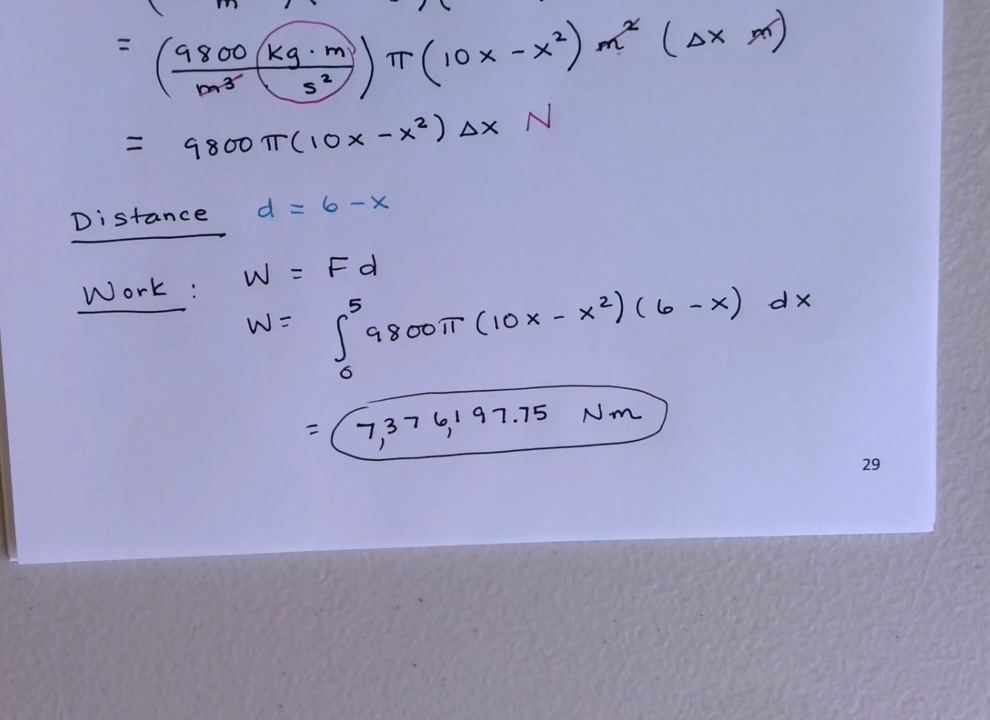 = (9800 kg · m / m³ s²) π (10x − x²) m² (Δx m)
= 9800 π (10x − x²) Δx N
Distance d = 6 − x
Work : W = Fd
W = ∫₀⁵ 9800π (10x − x²)(6 − x) dx
= 7,376,197.75 Nm
29